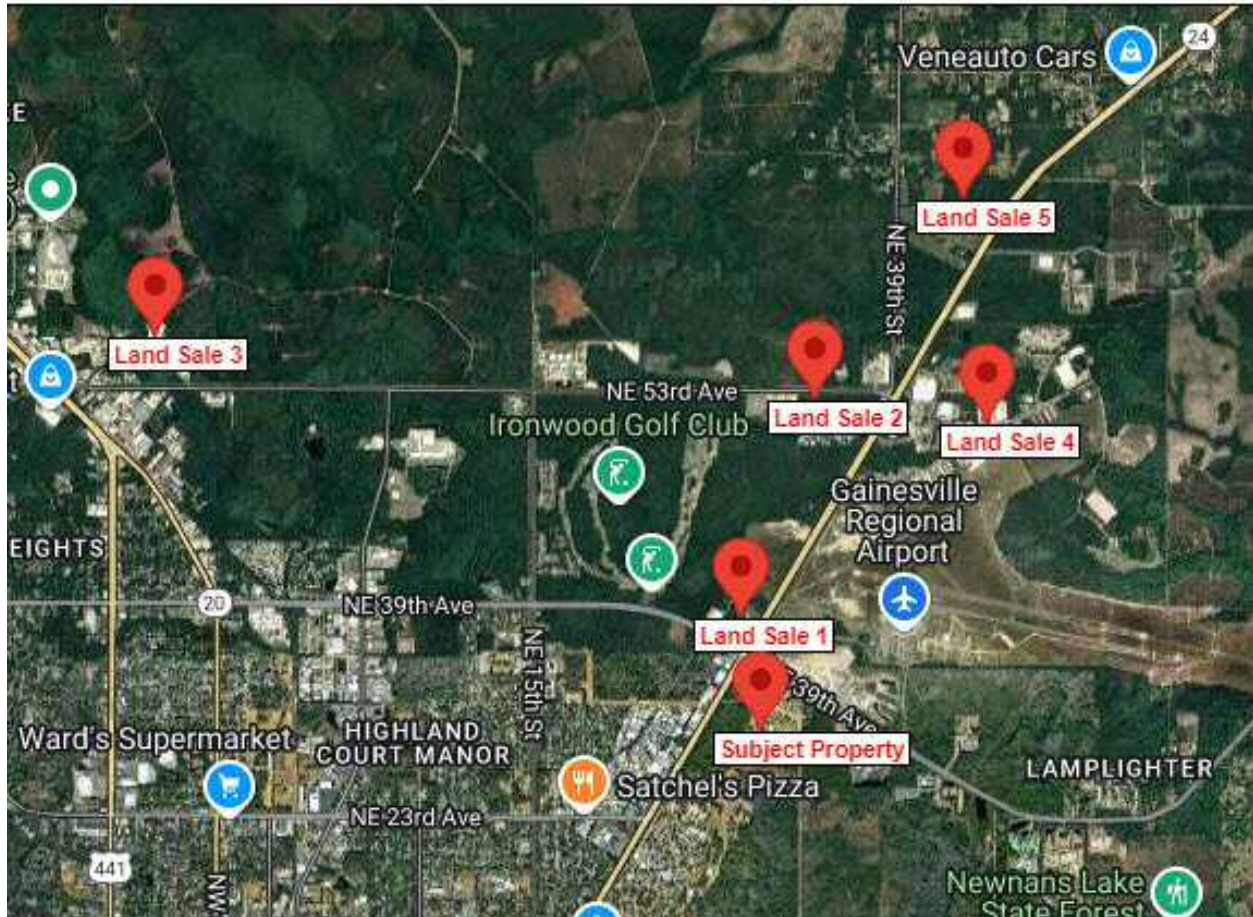 24
Veneauto Cars
Land Sale 5
NE 39th St
Land Sale 3
NE 53rd Ave
Land Sale 2
Ironwood Golf Club
Land Sale 4
Gainesville
Regional
Airport
EIGHTS
20
NE 39th Ave
Land Sale 1
NE 15th St
39th Ave
Subject Property
Ward's Supermarket
HIGHLAND
COURT MANOR
LAMPLIGHTER
Satchel's Pizza
NE 23rd Ave
441
NW
Newnans Lake
State Forest